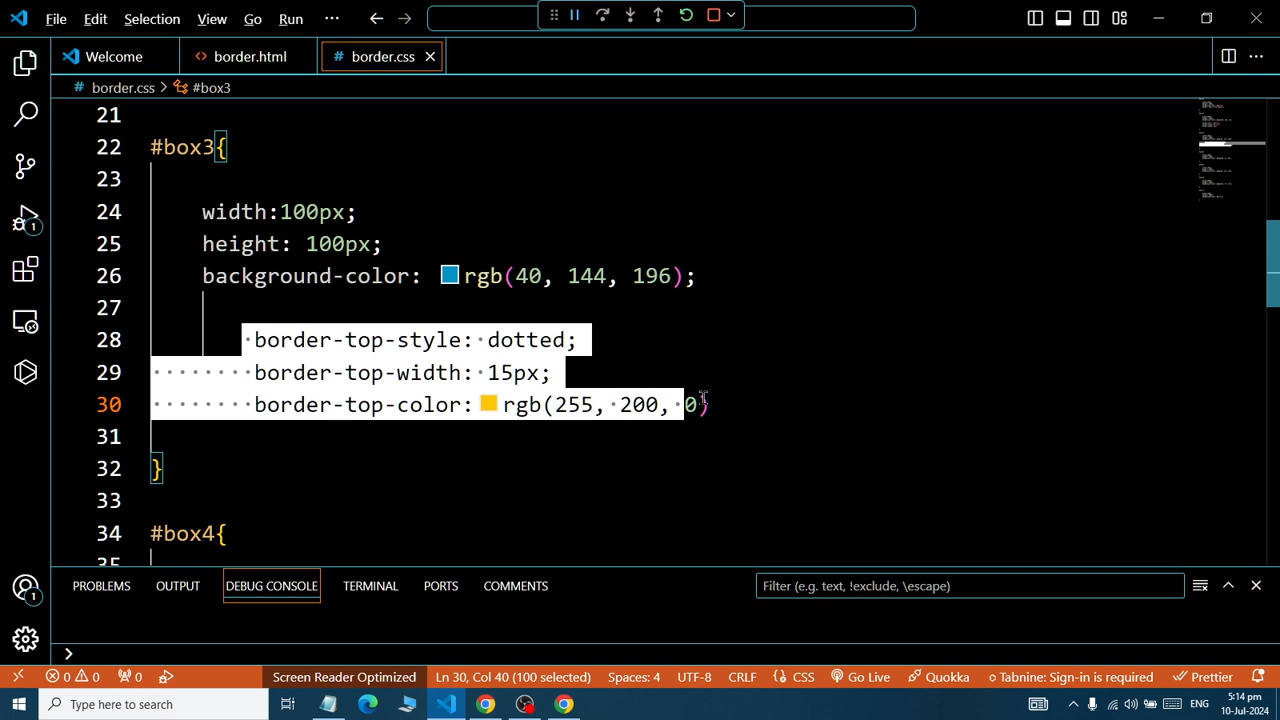 File Edit Selection View Go Run ···
Welcome border.html # border.css
# border.css > #box3
21
22 #box3{
23
24 width:100px;
25 height: 100px;
26 background-color: rgb(40, 144, 196);
27
28 border-top-style: dotted;
29 border-top-width: 15px;
30 border-top-color: rgb(255, 200, 0)
31
32 }
33
34 #box4{
35
PROBLEMS OUTPUT DEBUG CONSOLE TERMINAL PORTS COMMENTS Filter (e.g. text, !exclude, \escape)
>
0 0 0 Screen Reader Optimized Ln 30, Col 40 (100 selected) Spaces: 4 UTF-8 CRLF { } CSS Go Live Quokka Tabnine: Sign-in is required Prettier
Type here to search ENG 5:14 pm
10-Jul-2024
1
1